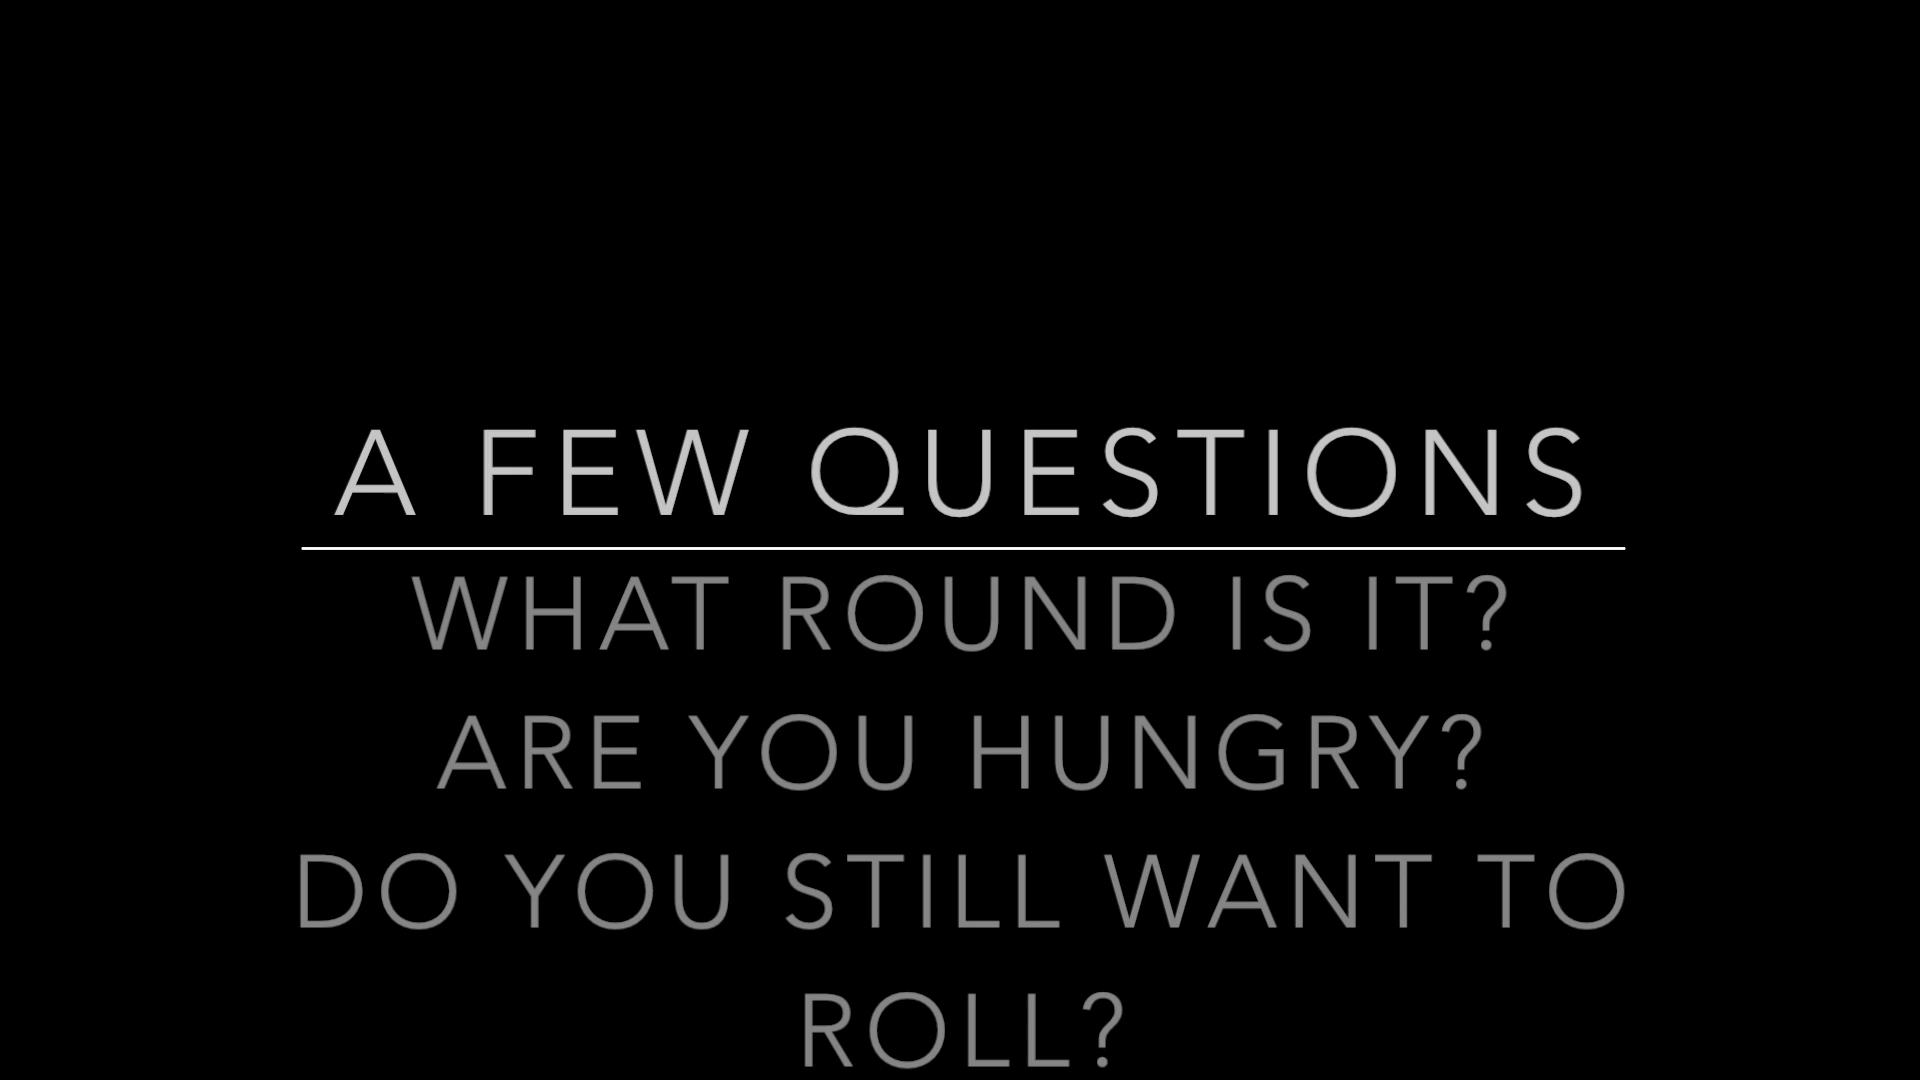 A FEW QUESTIONS
WHAT ROUND IS IT?
ARE YOU HUNGRY?
DO YOU STILL WANT TO
ROLL?